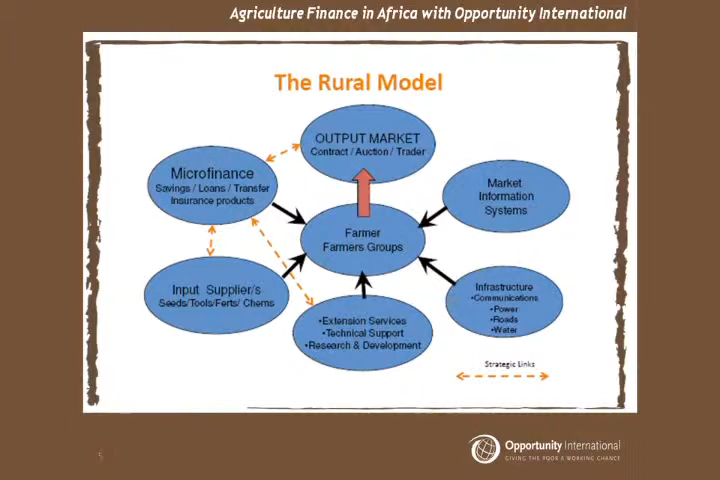 Agriculture Finance in Africa with Opportunity International
The Rural Model
OUTPUT MARKET
Contract / Auction / Trader
Microfinance
Savings / Loans / Transfer
Insurance products
Market
Information
Systems
Farmer
Farmers Groups
Input Supplier/s
Seeds/Tools/Ferts/ Chems
Infrastructure
•Communications
•Power
•Roads
•Water
•Extension Services
•Technical Support
•Research & Development
Strategic Links
5
Opportunity International
GIVING THE POOR A WORKING CHANCE